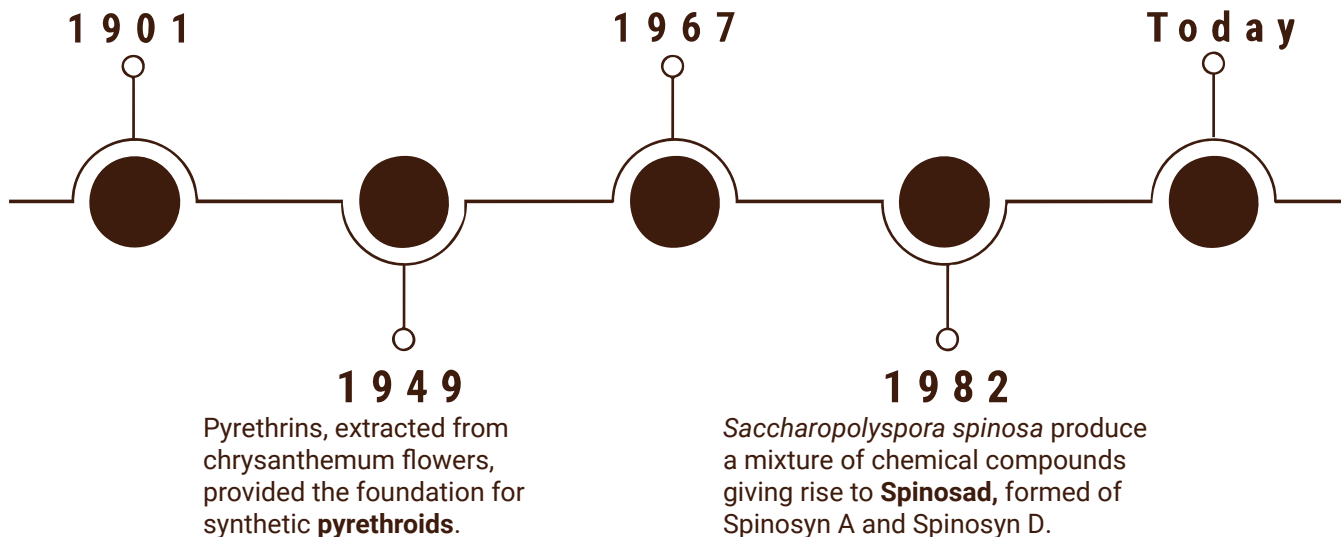 1901
1967
Today
1949
Pyrethrins, extracted from
chrysanthemum flowers,
provided the foundation for
synthetic pyrethroids.
1982
Saccharopolyspora spinosa produce
a mixture of chemical compounds
giving rise to Spinosad, formed of
Spinosyn A and Spinosyn D.